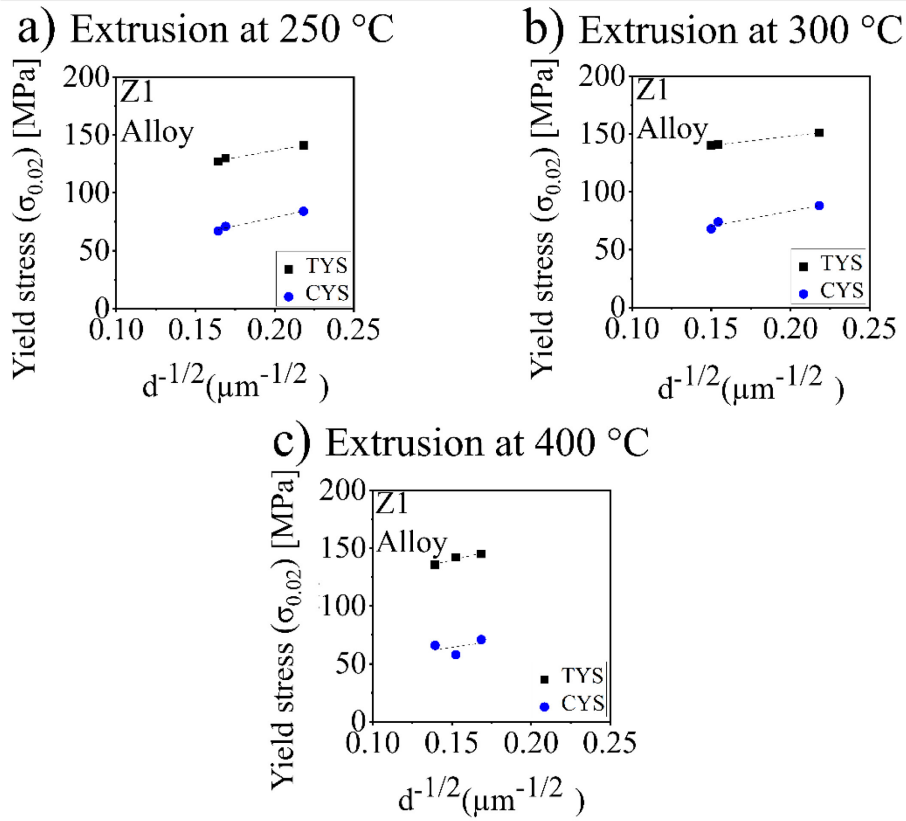 a) Extrusion at 250 °C
Yield stress (σ0.02) [MPa]
200
150
100
50
0
Z1
Alloy
TYS
CYS
0.10 0.15 0.20 0.25
d-1/2(μm-1/2 )
b) Extrusion at 300 °C
Yield stress (σ0.02) [MPa]
200
150
100
50
0
Z1
Alloy
TYS
CYS
0.10 0.15 0.20 0.25
d-1/2(μm-1/2 )
c) Extrusion at 400 °C
Yield stress (σ0.02) [MPa]
200
150
100
50
0
Z1
Alloy
TYS
CYS
0.10 0.15 0.20 0.25
d-1/2(μm-1/2 )